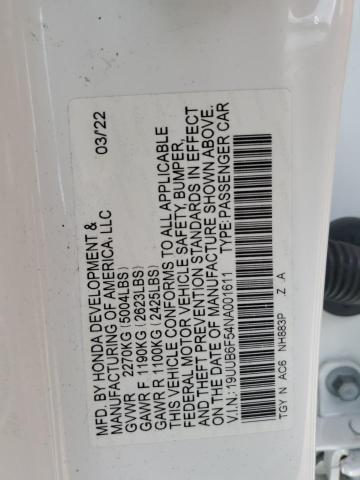 MFD. BY HONDA DEVELOPMENT & 03/22
MANUFACTURING OF AMERICA, LLC
GVWR 2270KG (5004LBS)
GAWR F 1190KG (2623LBS)
GAWR R 1100KG (2425LBS)
THIS VEHICLE CONFORMS TO ALL APPLICABLE
FEDERAL MOTOR VEHICLE SAFETY, BUMPER,
AND THEFT PREVENTION STANDARDS IN EFFECT
ON THE DATE OF MANUFACTURE SHOWN ABOVE.
V.I.N.: 19UUB6F54NA001611 TYPE: PASSENGER CAR
TGY N AC6 NH883P . Z . A